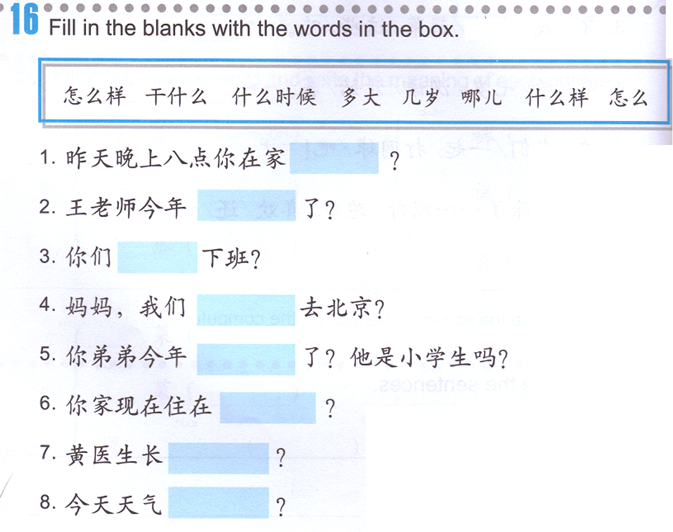 16 Fill in the blanks with the words in the box.
怎么样 干什么 什么时候 多大 几岁 哪儿 什么样 怎么
1. 昨天晚上八点你在家 ?
2. 王老师今年 了?
3. 你们 下班?
4. 妈妈，我们 去北京?
5. 你弟弟今年 了? 他是小学生吗?
6. 你家现在住在 ?
7. 黄医生长 ?
8. 今天天气 ?